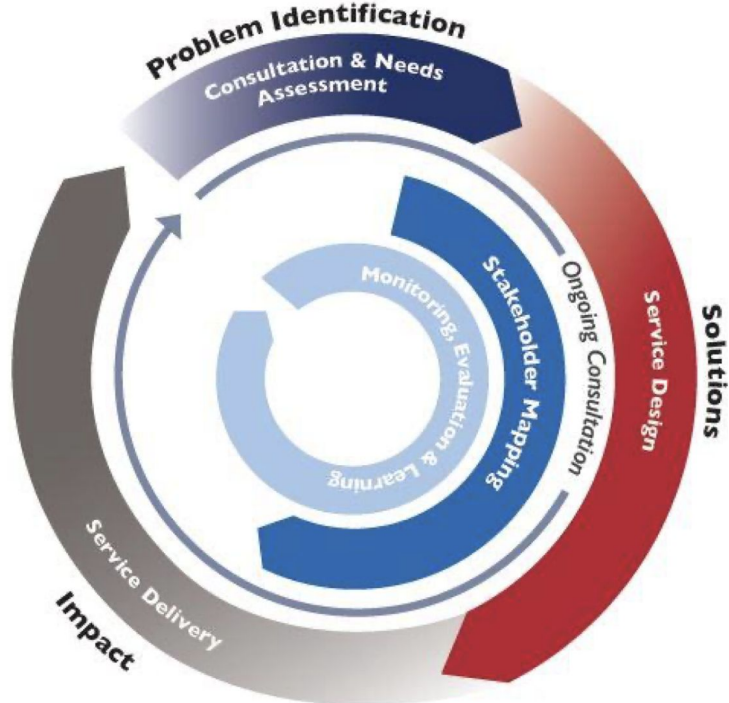 Problem Identification
Consultation & Needs
Assessment
Solutions
Service Design
Ongoing Consultation
Stakeholder Mapping
Monitoring, Evaluation & Learning
Service Delivery
Impact